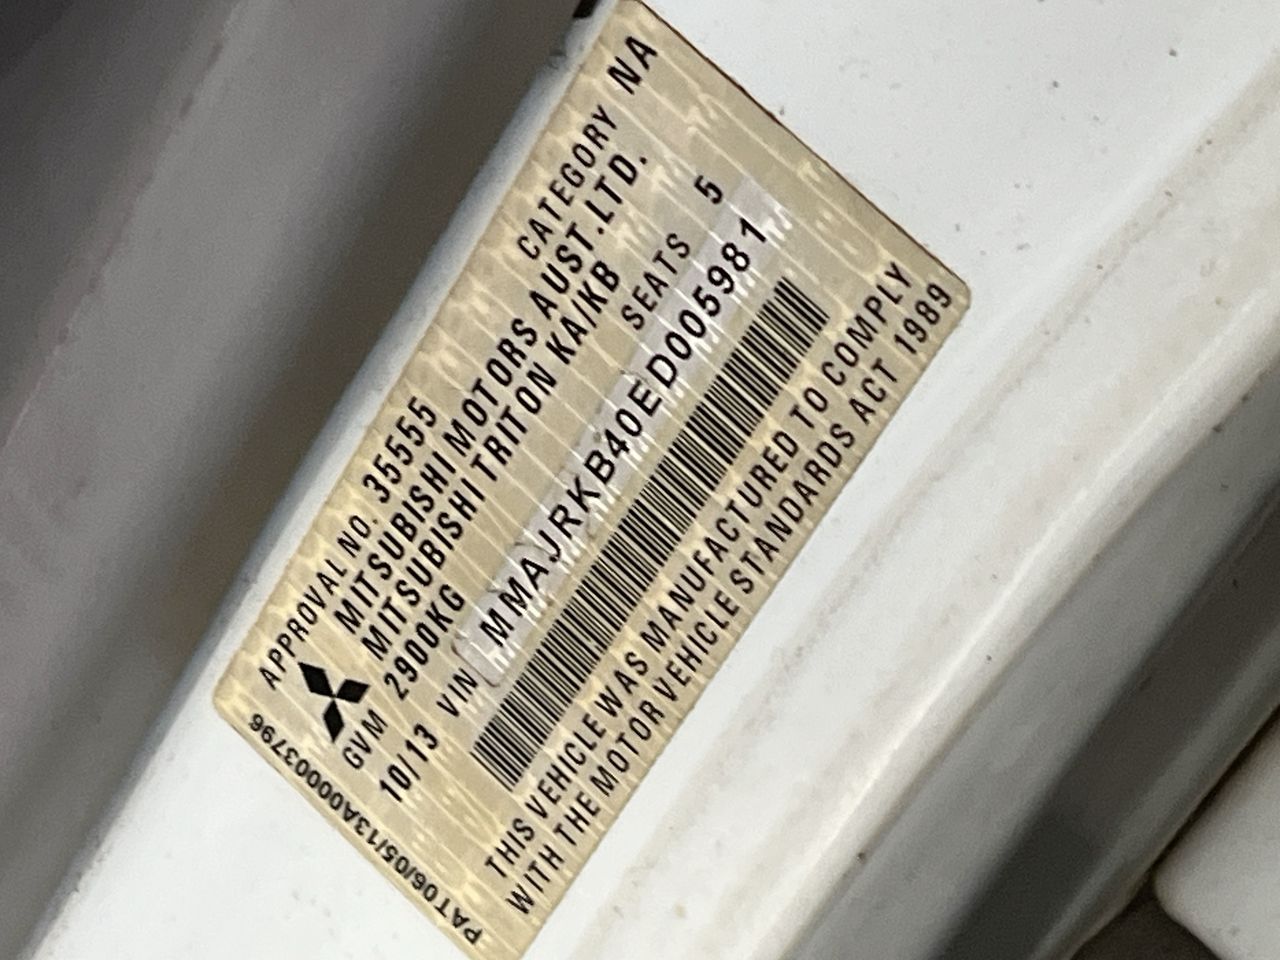 APPROVAL NO. 35555 CATEGORY NA
MITSUBISHI MOTORS AUST.LTD.
MITSUBISHI TRITON KA/KB
GVM 2900KG SEATS 5
10/13 VIN MMAJRKB40ED005981
THIS VEHICLE WAS MANUFACTURED TO COMPLY
WITH THE MOTOR VEHICLE STANDARDS ACT 1989
PAT06/05/13A00003796